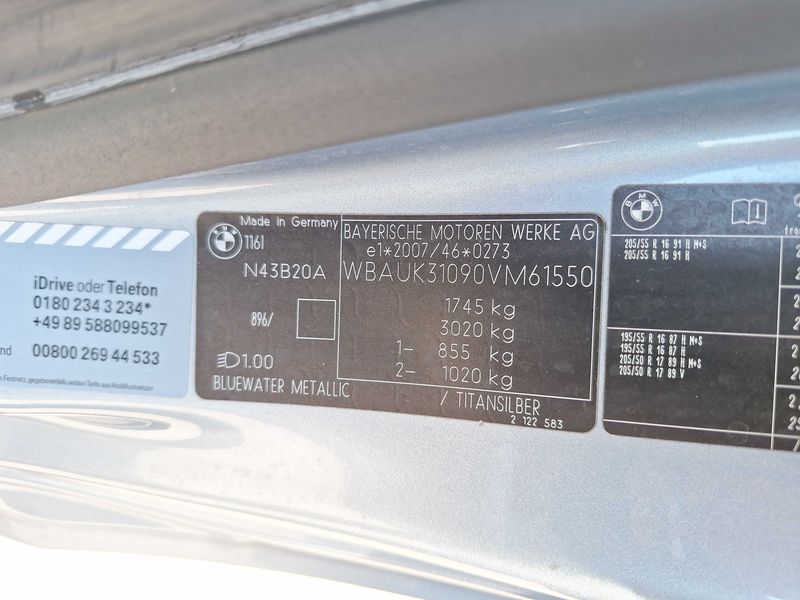 iDrive oder Telefon
0180 234 3 234*
+49 89 588099537
nd 00800 269 44 533
Made in Germany
BMW
1161
N43B20A
896/
1.00
BLUEWATER METALLIC
BAYERISCHE MOTOREN WERKE AG
e1*2007/46*0273
WBAUK31090VM61550
1745 kg
3020 kg
1- 855 kg
2- 1020 kg
/ TITANSILBER
2 122 583
BMW
205/55 R 16 91 H M+S
205/55 R 16 91 H
195/55 R 16 87 H M+S
195/55 R 16 87 H
205/50 R 17 89 H M+S
205/50 R 17 89 V